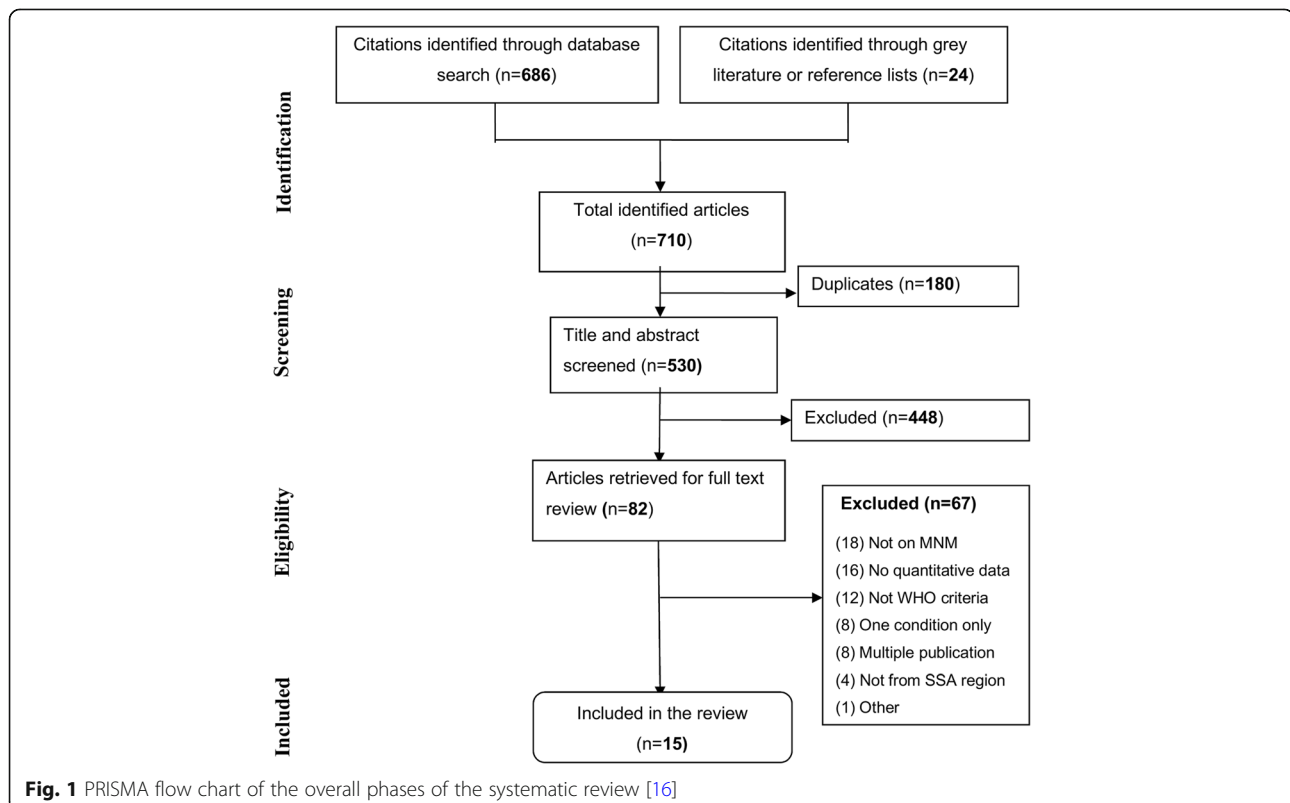 Citations identified through database
search (n=686)
Citations identified through grey
literature or reference lists (n=24)
Identification
Total identified articles
(n=710)
Duplicates (n=180)
Screening
Title and abstract
screened (n=530)
Excluded (n=448)
Articles retrieved for full text
review (n=82)
Eligibility
Excluded (n=67)
(18) Not on MNM
(16) No quantitative data
(12) Not WHO criteria
(8) One condition only
(8) Multiple publication
(4) Not from SSA region
(1) Other
Included
Included in the review
(n=15)
Fig. 1 PRISMA flow chart of the overall phases of the systematic review [16]